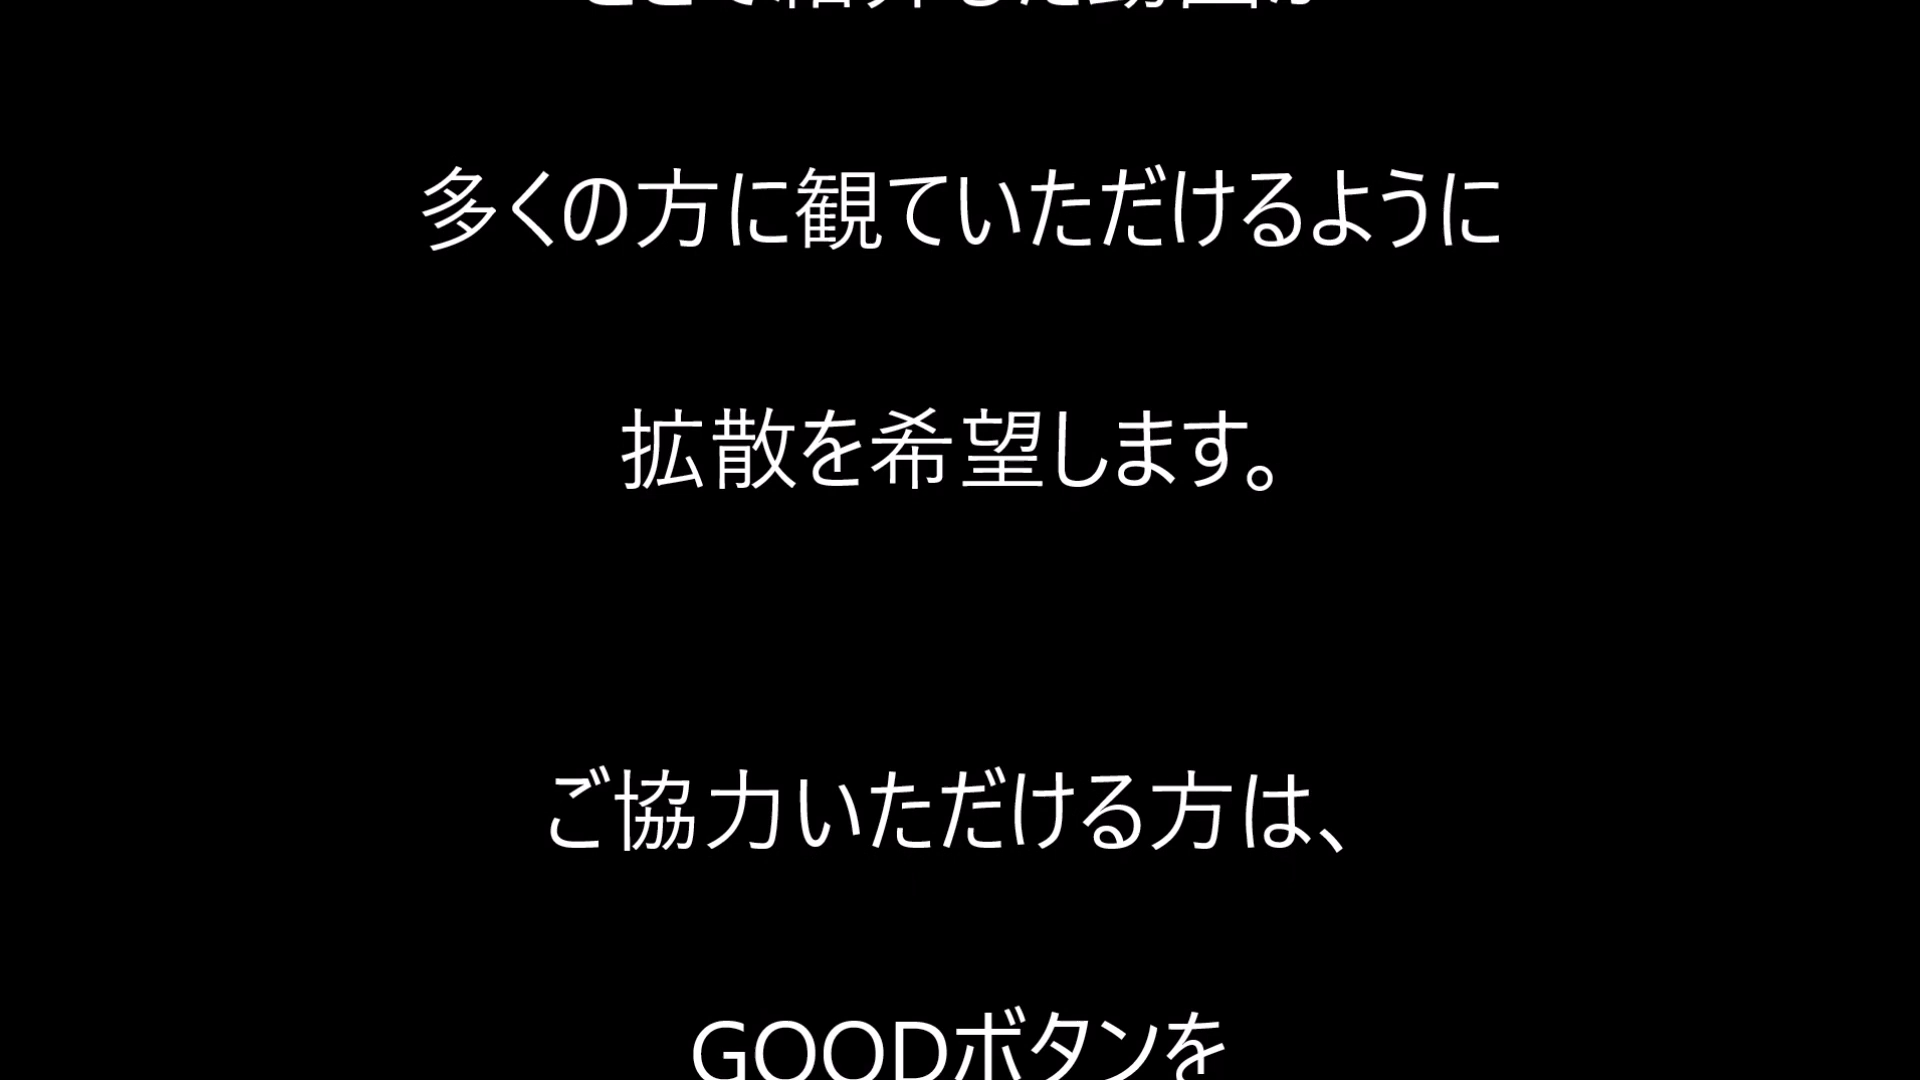 多くの方に観ていただけるように
拡散を希望します。
ご協力いただける方は、
GOODボタンを